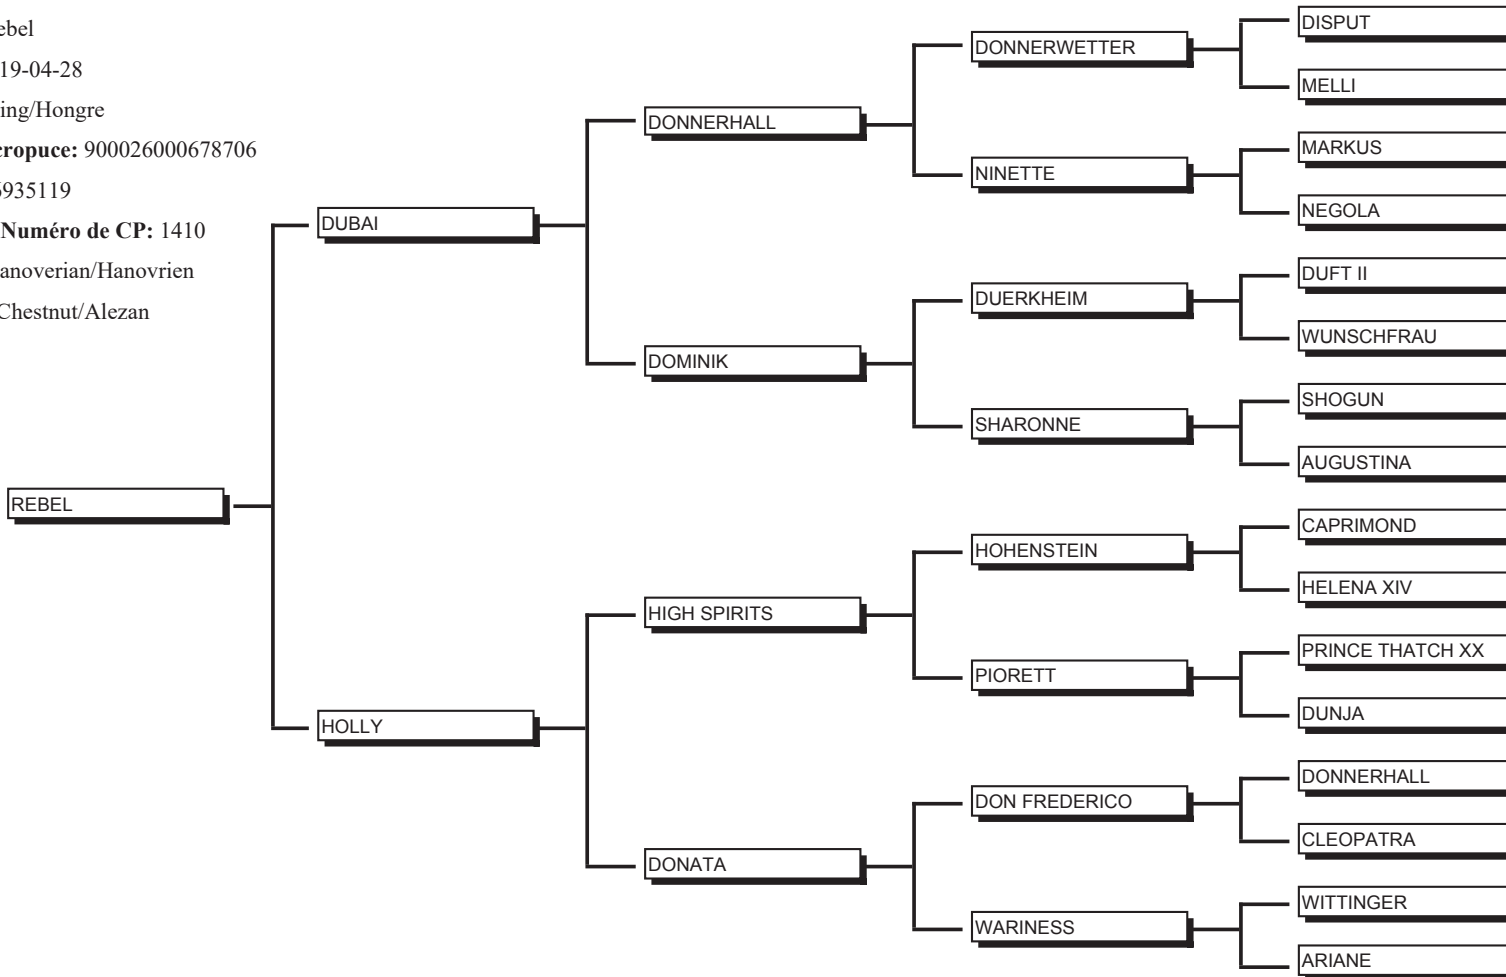 ebel
19-04-28
ing/Hongre
cropuce: 900026000678706
6935119
Numéro de CP: 1410
anoverian/Hanovrien
Chestnut/Alezan
REBEL
DUBAI
HOLLY
DONNERHALL
DOMINIK
HIGH SPIRITS
DONATA
DONNERWETTER
NINETTE
DUERKHEIM
SHARONNE
HOHENSTEIN
PIORETT
DON FREDERICO
WARINESS
DISPUT
MELLI
MARKUS
NEGOLA
DUFT II
WUNSCHFRAU
SHOGUN
AUGUSTINA
CAPRIMOND
HELENA XIV
PRINCE THATCH XX
DUNJA
DONNERHALL
CLEOPATRA
WITTINGER
ARIANE